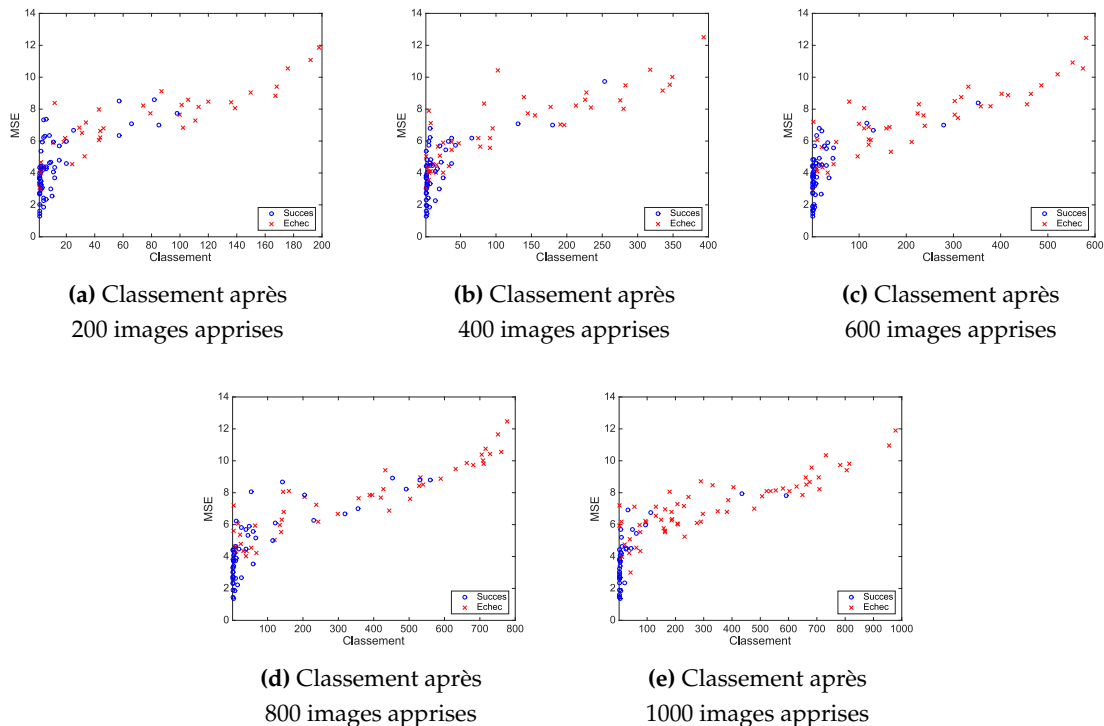 14
12
10
8
6
4
2
0
MSE
20 40 60 80 100 120 140 160 180 200
Classement
Succes
Echec
(a) Classement après
200 images apprises
14
12
10
8
6
4
2
0
MSE
50 100 150 200 250 300 350 400
Classement
Succes
Echec
(b) Classement après
400 images apprises
14
12
10
8
6
4
2
0
MSE
100 200 300 400 500 600
Classement
Succes
Echec
(c) Classement après
600 images apprises
14
12
10
8
6
4
2
0
MSE
100 200 300 400 500 600 700 800
Classement
Succes
Echec
(d) Classement après
800 images apprises
14
12
10
8
6
4
2
0
MSE
100 200 300 400 500 600 700 800 900 1000
Classement
Succes
Echec
(e) Classement après
1000 images apprises